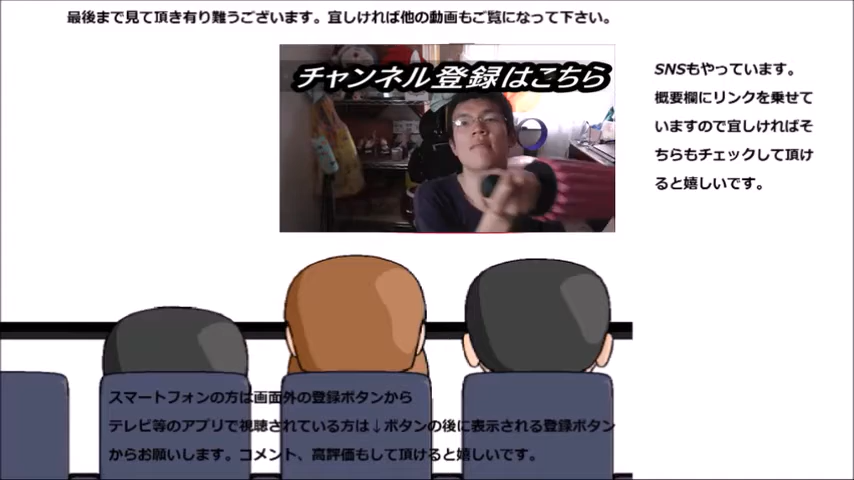 最後まで見て頂き有り難うございます。宜しければ他の動画もご覧になって下さい。
チャンネル登録はこちら
SNSもやっています。
概要欄にリンクを乗せて
いますので宜しければそ
ちらもチェックして頂け
ると嬉しいです。
スマートフォンの方は画面外の登録ボタンから
テレビ等のアプリで視聴されている方は↓ボタンの後に表示される登録ボタン
からお願いします。コメント、高評価もして頂けると嬉しいです。